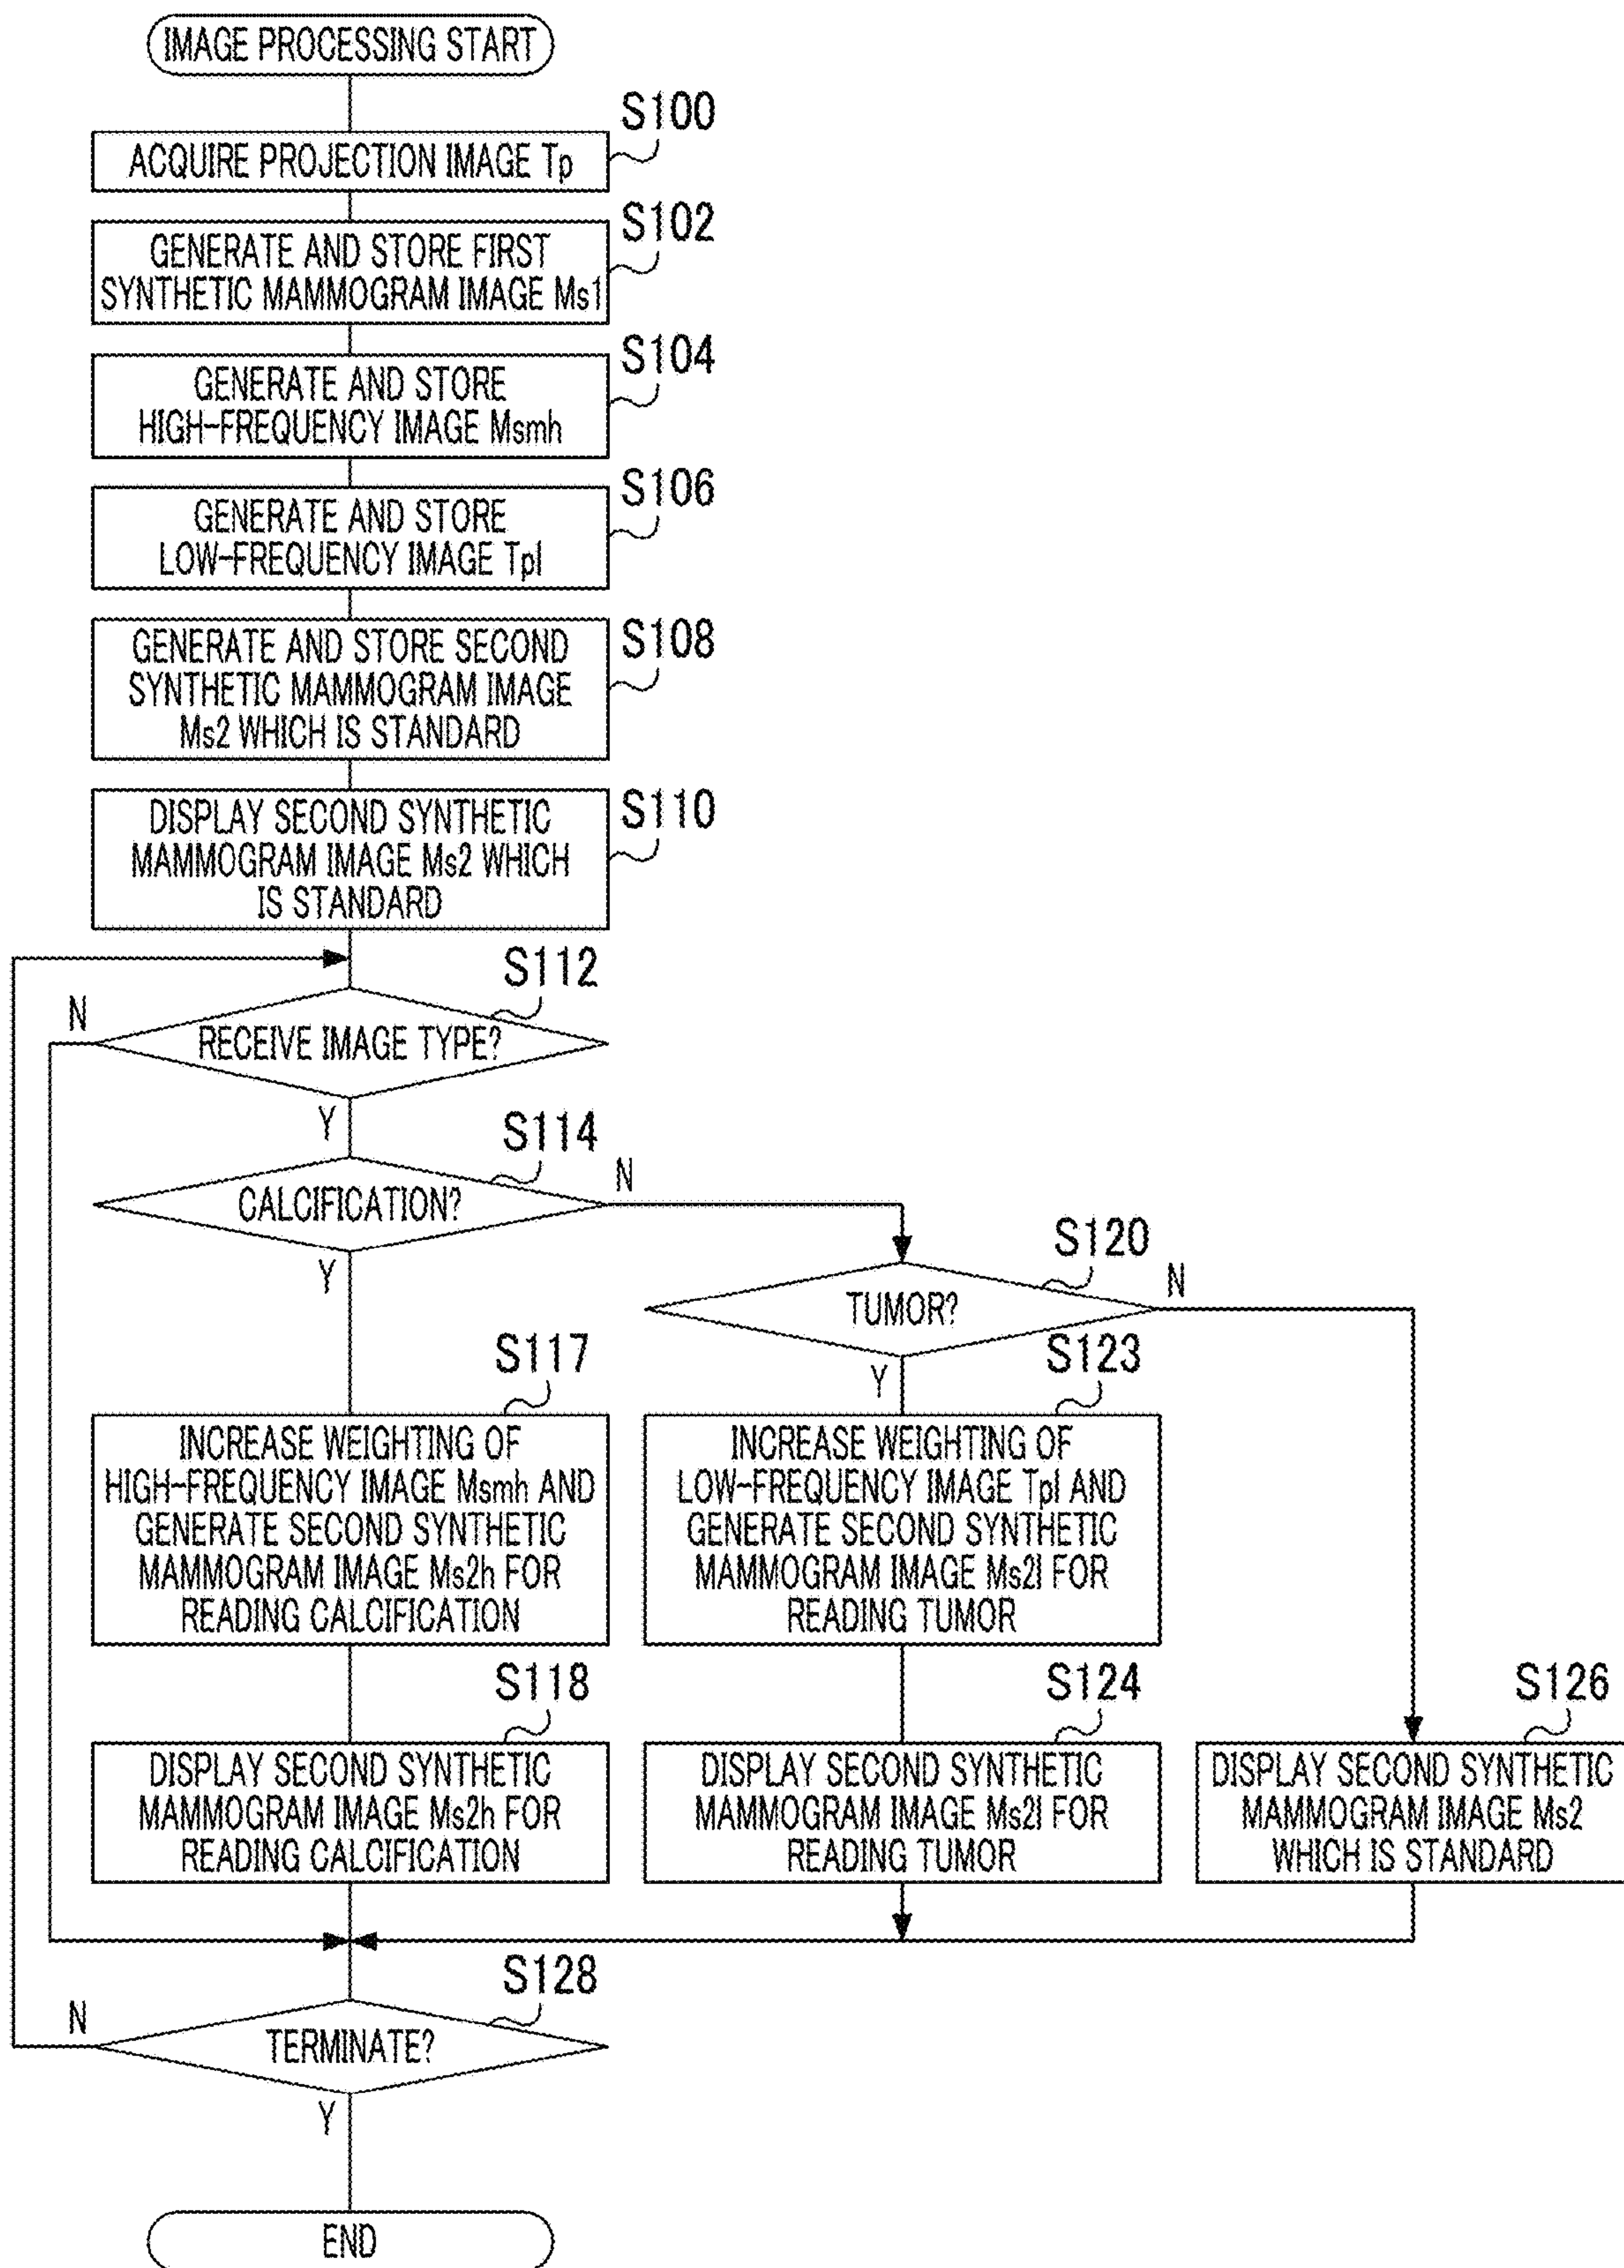 IMAGE PROCESSING START
S100
ACQUIRE PROJECTION IMAGE Tp
S102
GENERATE AND STORE FIRST
SYNTHETIC MAMMOGRAM IMAGE Ms1
S104
GENERATE AND STORE
HIGH-FREQUENCY IMAGE Msmh
S106
GENERATE AND STORE
LOW-FREQUENCY IMAGE Tpl
S108
GENERATE AND STORE SECOND
SYNTHETIC MAMMOGRAM IMAGE
Ms2 WHICH IS STANDARD
S110
DISPLAY SECOND SYNTHETIC
MAMMOGRAM IMAGE Ms2 WHICH
IS STANDARD
S112
N
RECEIVE IMAGE TYPE?
Y
S114
N
CALCIFICATION?
Y
S120
N
TUMOR?
Y
S117
INCREASE WEIGHTING OF
HIGH-FREQUENCY IMAGE Msmh AND
GENERATE SECOND SYNTHETIC
MAMMOGRAM IMAGE Ms2h FOR
READING CALCIFICATION
S123
INCREASE WEIGHTING OF
LOW-FREQUENCY IMAGE Tpl AND
GENERATE SECOND SYNTHETIC
MAMMOGRAM IMAGE Ms2l FOR
READING TUMOR
S118
DISPLAY SECOND SYNTHETIC
MAMMOGRAM IMAGE Ms2h FOR
READING CALCIFICATION
S124
DISPLAY SECOND SYNTHETIC
MAMMOGRAM IMAGE Ms2l FOR
READING TUMOR
S126
DISPLAY SECOND SYNTHETIC
MAMMOGRAM IMAGE Ms2
WHICH IS STANDARD
S128
N
TERMINATE?
Y
END